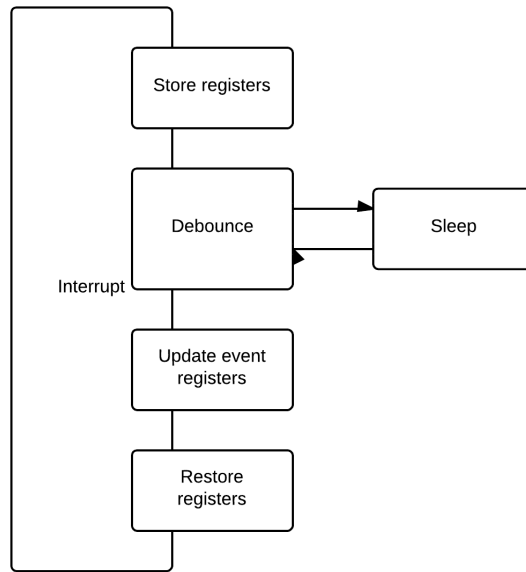 Store registers
Debounce
Sleep
Interrupt
Update event
registers
Restore
registers